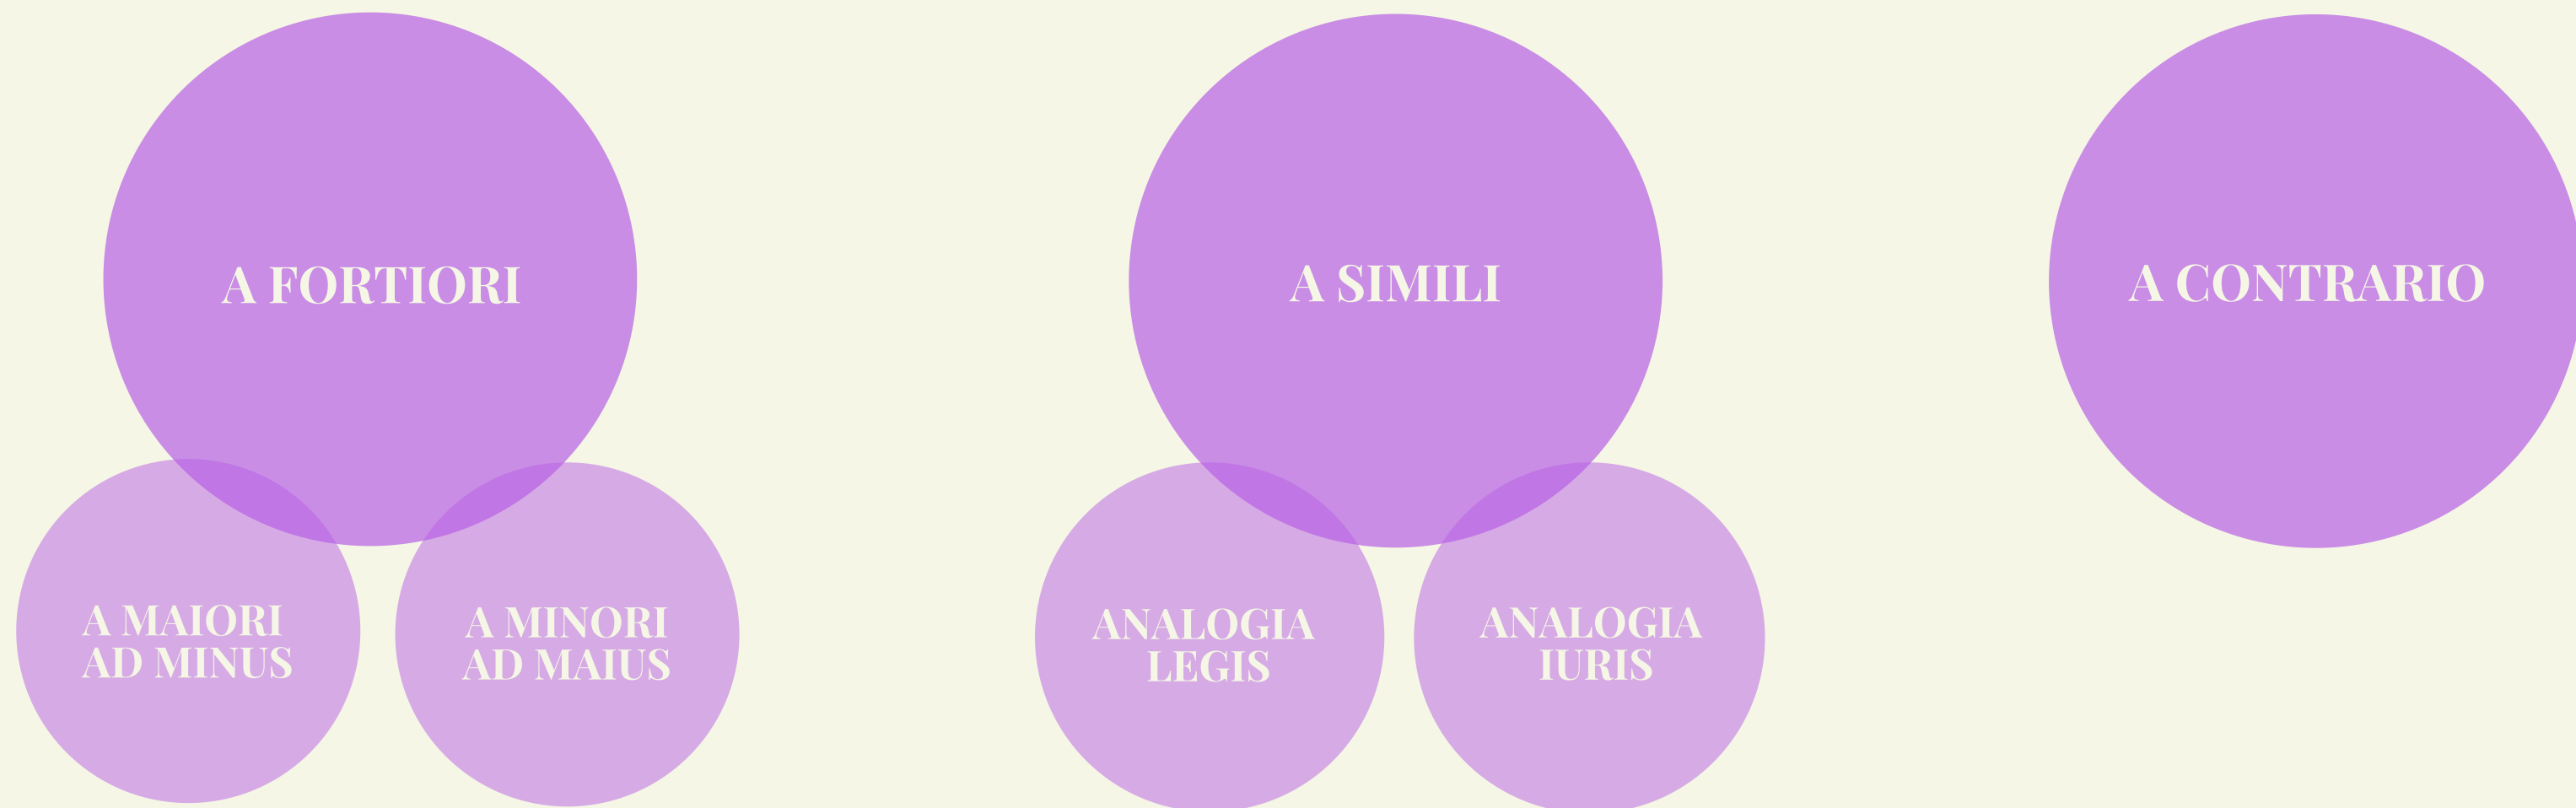 A FORTIORI
A SIMILI
A CONTRARIO
A MAIORI
AD MINUS
A MINORI
AD MAIUS
ANALOGIA
LEGIS
ANALOGIA
IURIS